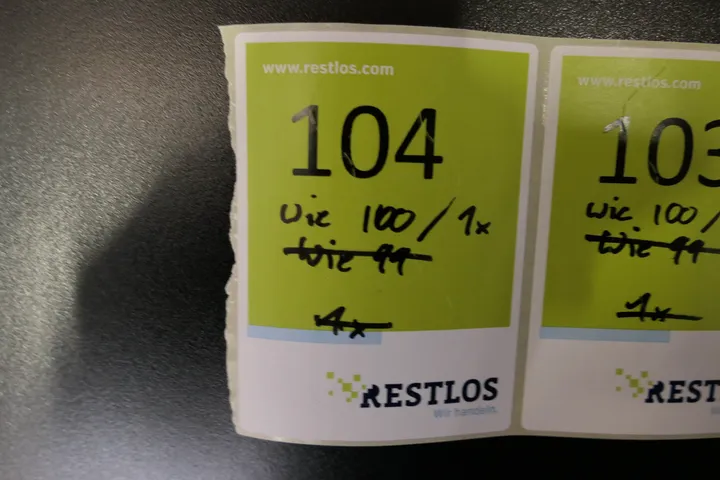 www.restlos.com
104
wie 100 / 1x
Wie 99
1x
RESTLOS
Wir handeln.
www.restlos.com
103
wie 100 /
Wie 99
1x
REST